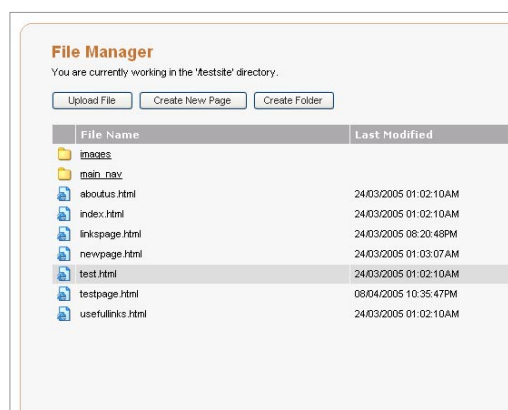 File Manager
You are currently working in the '/testsite' directory.
Upload File Create New Page Create Folder
File Name Last Modified
images
main_nav
aboutus.html 24/03/2005 01:02:10AM
index.html 24/03/2005 01:02:10AM
linkspage.html 24/03/2005 08:20:48PM
newpage.html 24/03/2005 01:03:07AM
test.html 24/03/2005 01:02:10AM
testpage.html 08/04/2005 10:35:47PM
usefullinks.html 24/03/2005 01:02:10AM